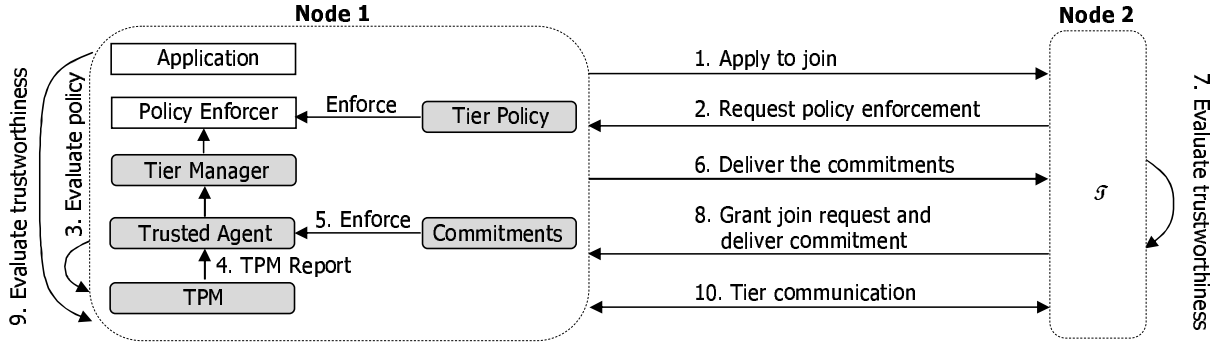 Node 1
Node 2
Application
1. Apply to join
Policy Enforcer
Enforce
Tier Policy
2. Request policy enforcement
Tier Manager
6. Deliver the commitments
𝒯
Trusted Agent
5. Enforce
Commitments
8. Grant join request and
deliver commitment
4. TPM Report
TPM
10. Tier communication
9. Evaluate trustworthiness
3. Evaluate policy
7. Evaluate trustworthiness